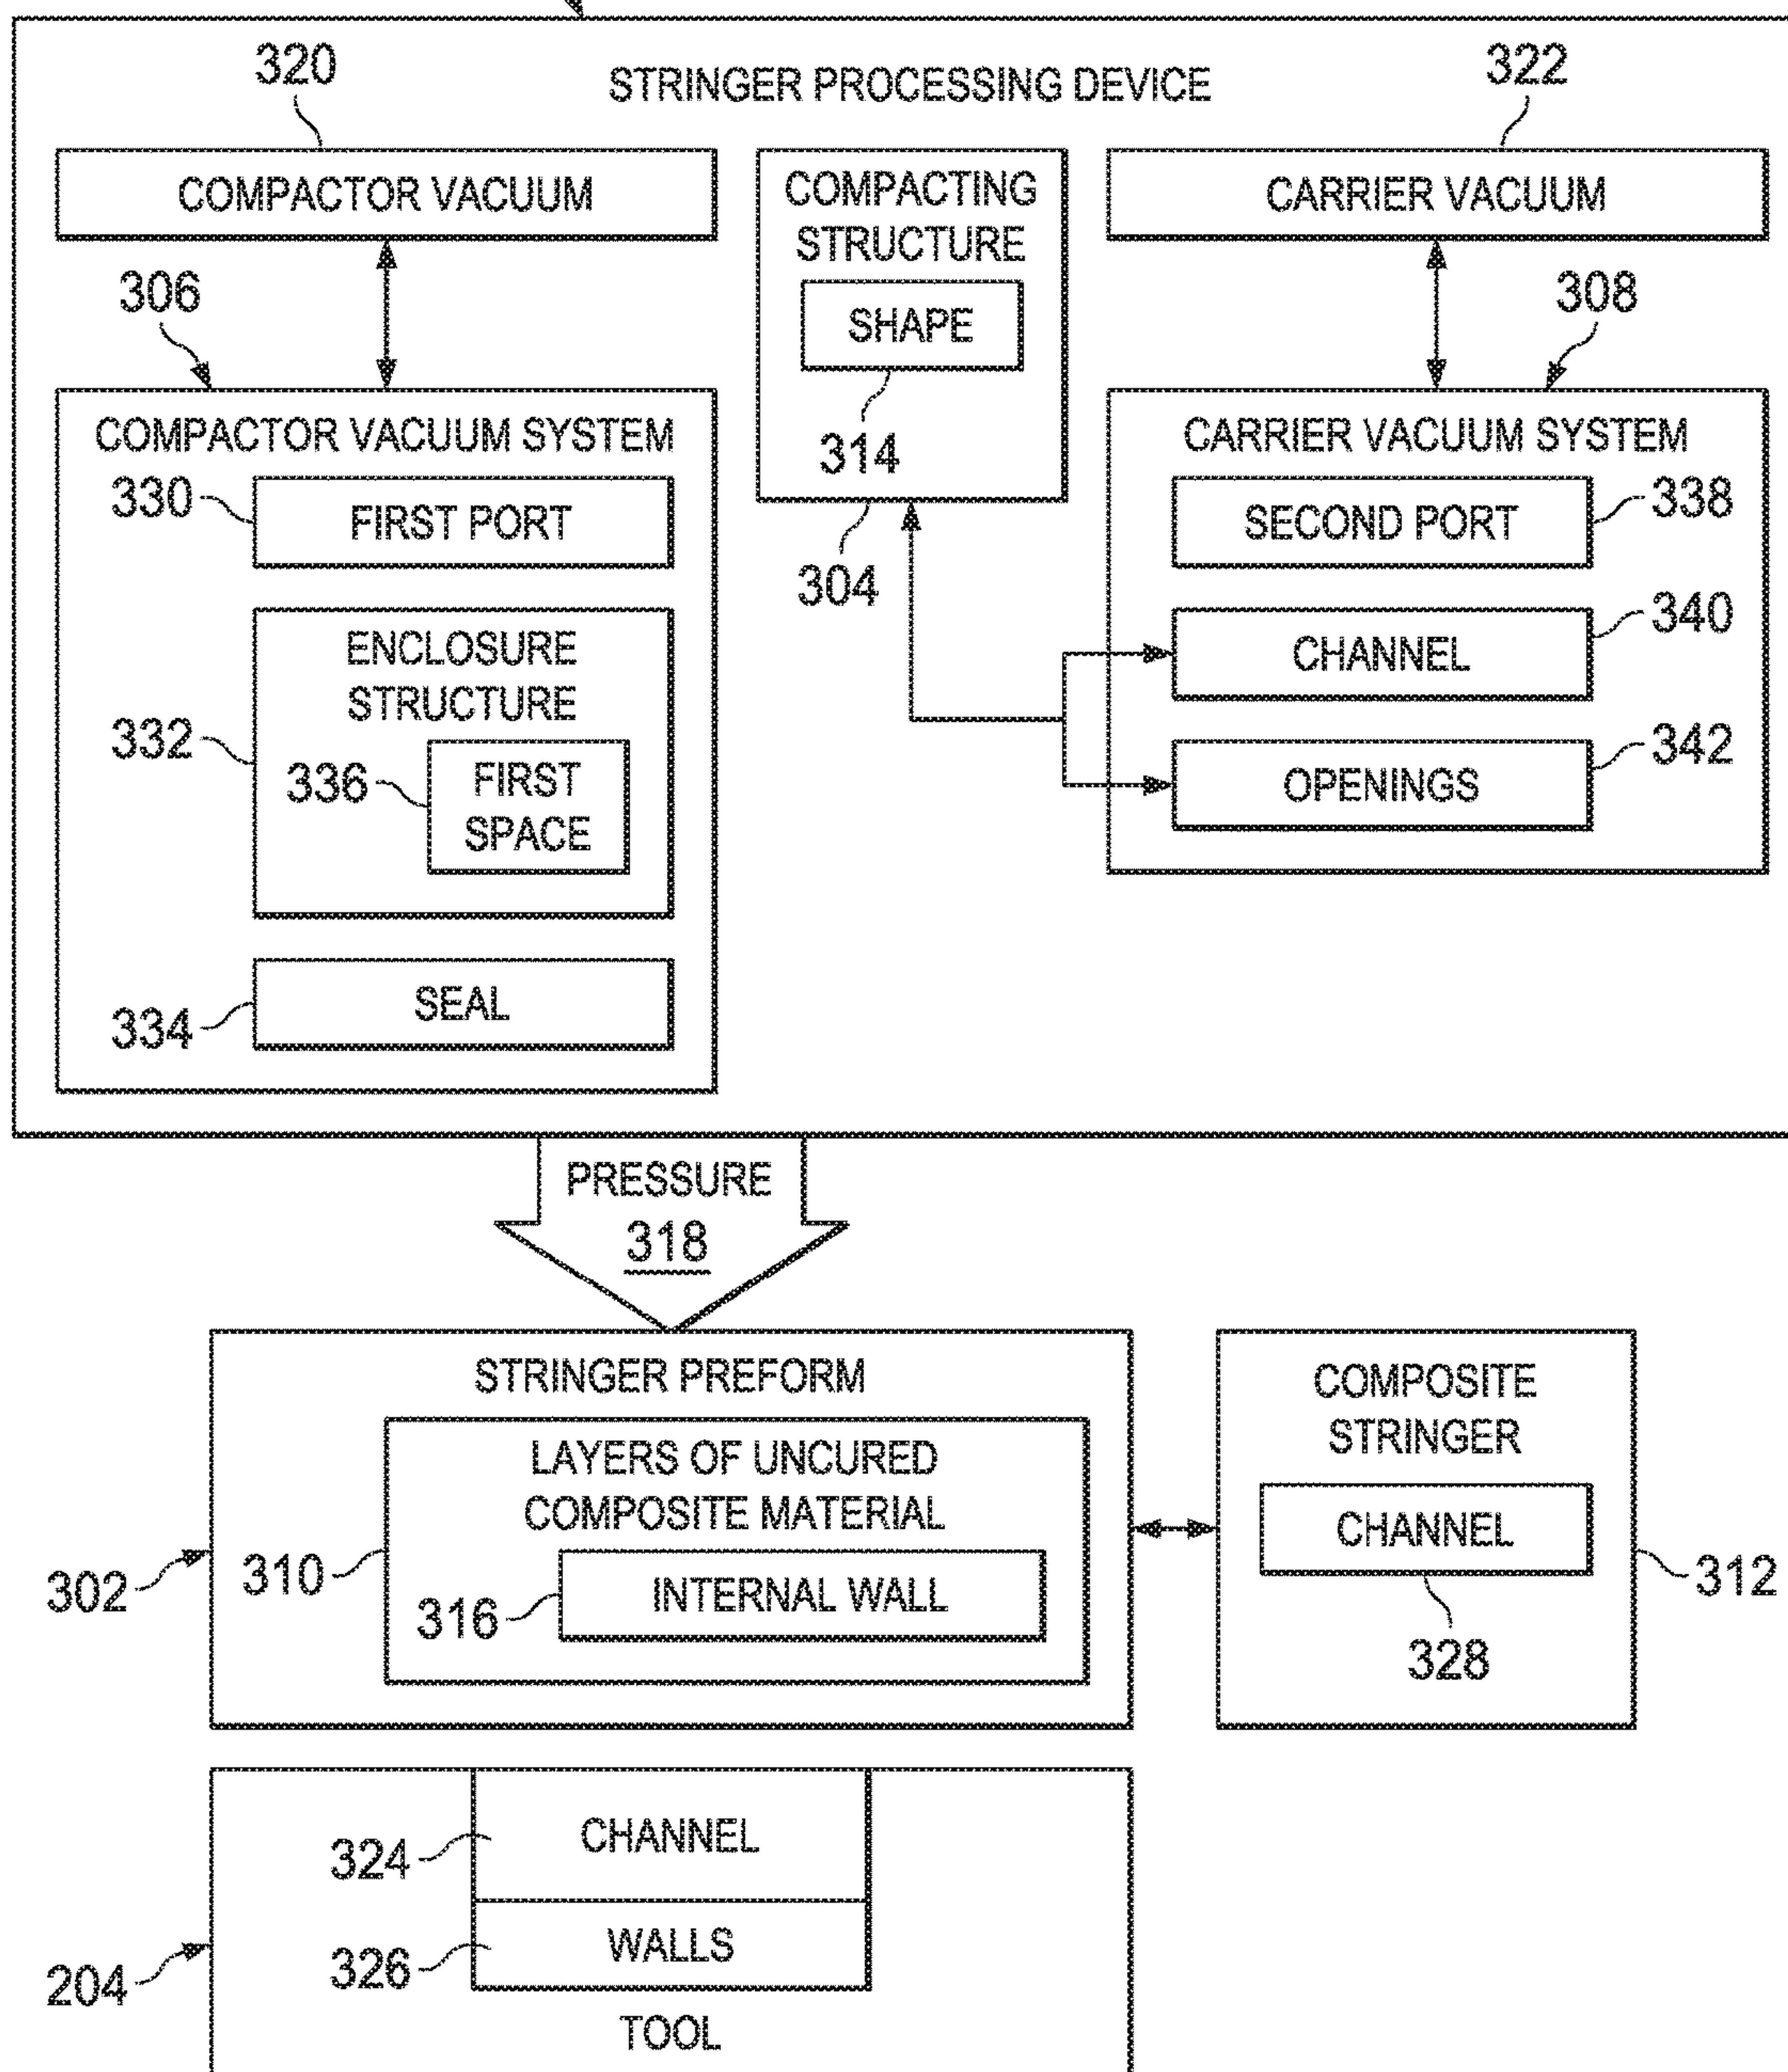 320
STRINGER PROCESSING DEVICE
322
COMPACTOR VACUUM
COMPACTING
STRUCTURE
CARRIER VACUUM
306
SHAPE
308
314
304
COMPACTOR VACUUM SYSTEM
330
FIRST PORT
ENCLOSURE
STRUCTURE
332
336
FIRST
SPACE
334
SEAL
CARRIER VACUUM SYSTEM
SECOND PORT
338
CHANNEL
340
OPENINGS
342
PRESSURE
318
STRINGER PREFORM
LAYERS OF UNCURED
COMPOSITE MATERIAL
302
310
316
INTERNAL WALL
COMPOSITE
STRINGER
CHANNEL
312
328
324
CHANNEL
326
WALLS
204
TOOL